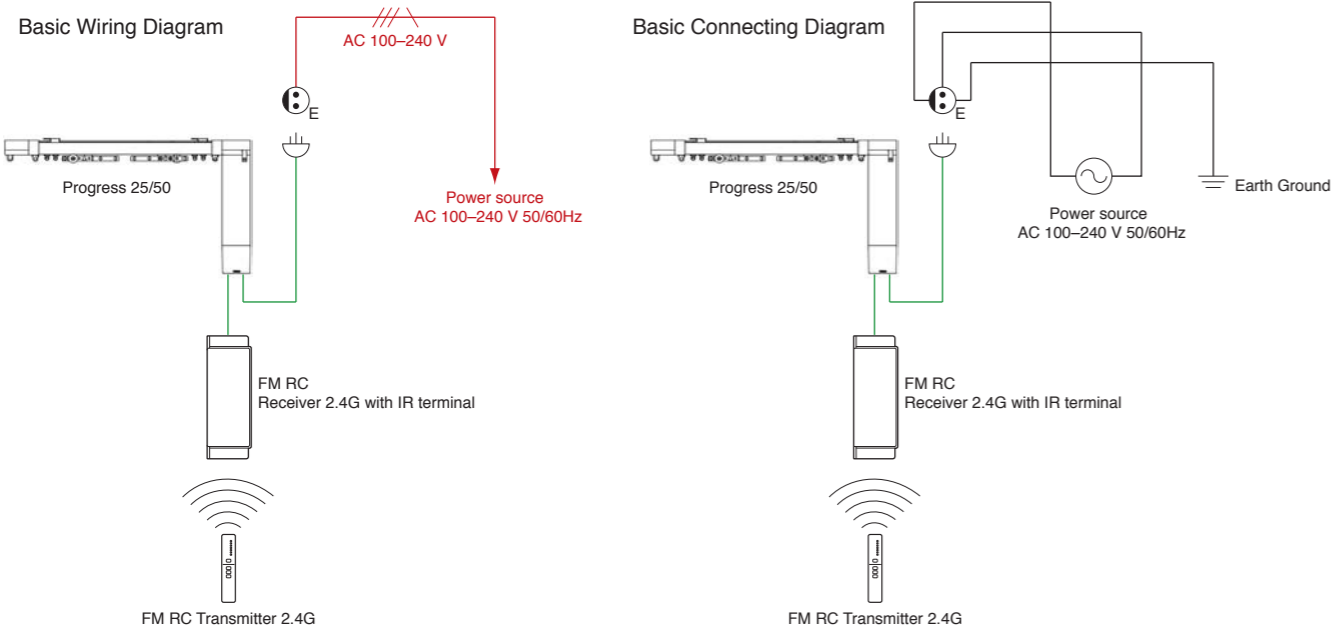 Basic Wiring Diagram
AC 100–240 V
E
Progress 25/50
Power source
AC 100–240 V 50/60Hz
FM RC
Receiver 2.4G with IR terminal
FM RC Transmitter 2.4G
Basic Connecting Diagram
E
Progress 25/50
Earth Ground
Power source
AC 100–240 V 50/60Hz
FM RC
Receiver 2.4G with IR terminal
FM RC Transmitter 2.4G